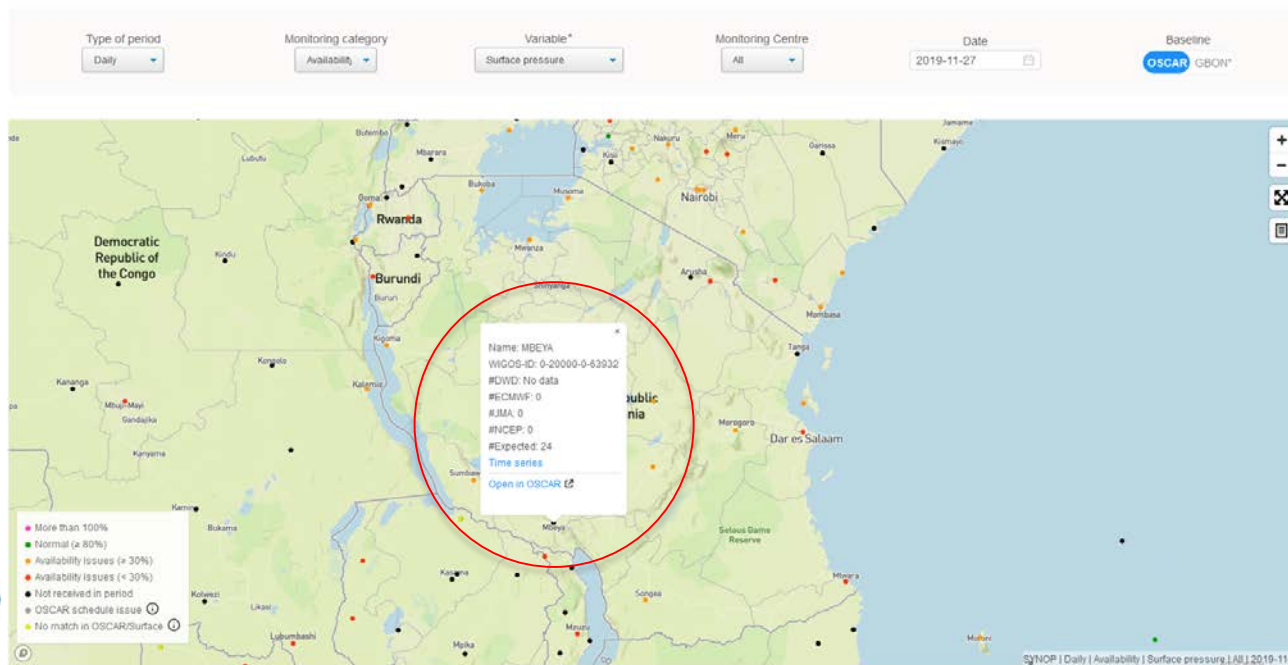 Type of period
Monitoring category
Variable*
Monitoring Centre
Date
Baseline
Daily
Availability
Surface pressure
All
2019-11-27
OSCAR GBON*
Jamame
Butembo
Nakuru
Meru
Lubutu
Mbarara
Kisii
Garissa
Kismayo
Bukoba
Goma
Musoma
Nairobi
Rwanda
Democratic
Republic of
the Congo
Kindu
Mwanza
Burundi
Arusha
Shinyanga
Mombasa
Kigoma
Tanga
Kongolo
Kananga
Kalemie
Mbuji-Mayi
Gandajika
Morogoro
Dar es Salaam
Kaniama
Name: MBEYA
WIGOS-ID: 0-20000-0-63932
#DWD: No data
#ECMWF: 0
#JMA: 0
#NCEP: 0
#Expected: 24
Time series
Open in OSCAR
×
public
nia
Sumbaw
Mbeya
Kamina
Bukama
Selous Game
Reserve
Kasama
Kolwezi
Likasi
Songea
Mtwara
Lubumbashi
Mpika
Mzuzu
More than 100%
Normal (≥ 80%)
Availability issues (≥ 30%)
Availability issues (< 30%)
Not received in period
OSCAR schedule issue
No match in OSCAR/Surface
+
−
SYNOP | Daily | Availability | Surface pressure | All | 2019-11